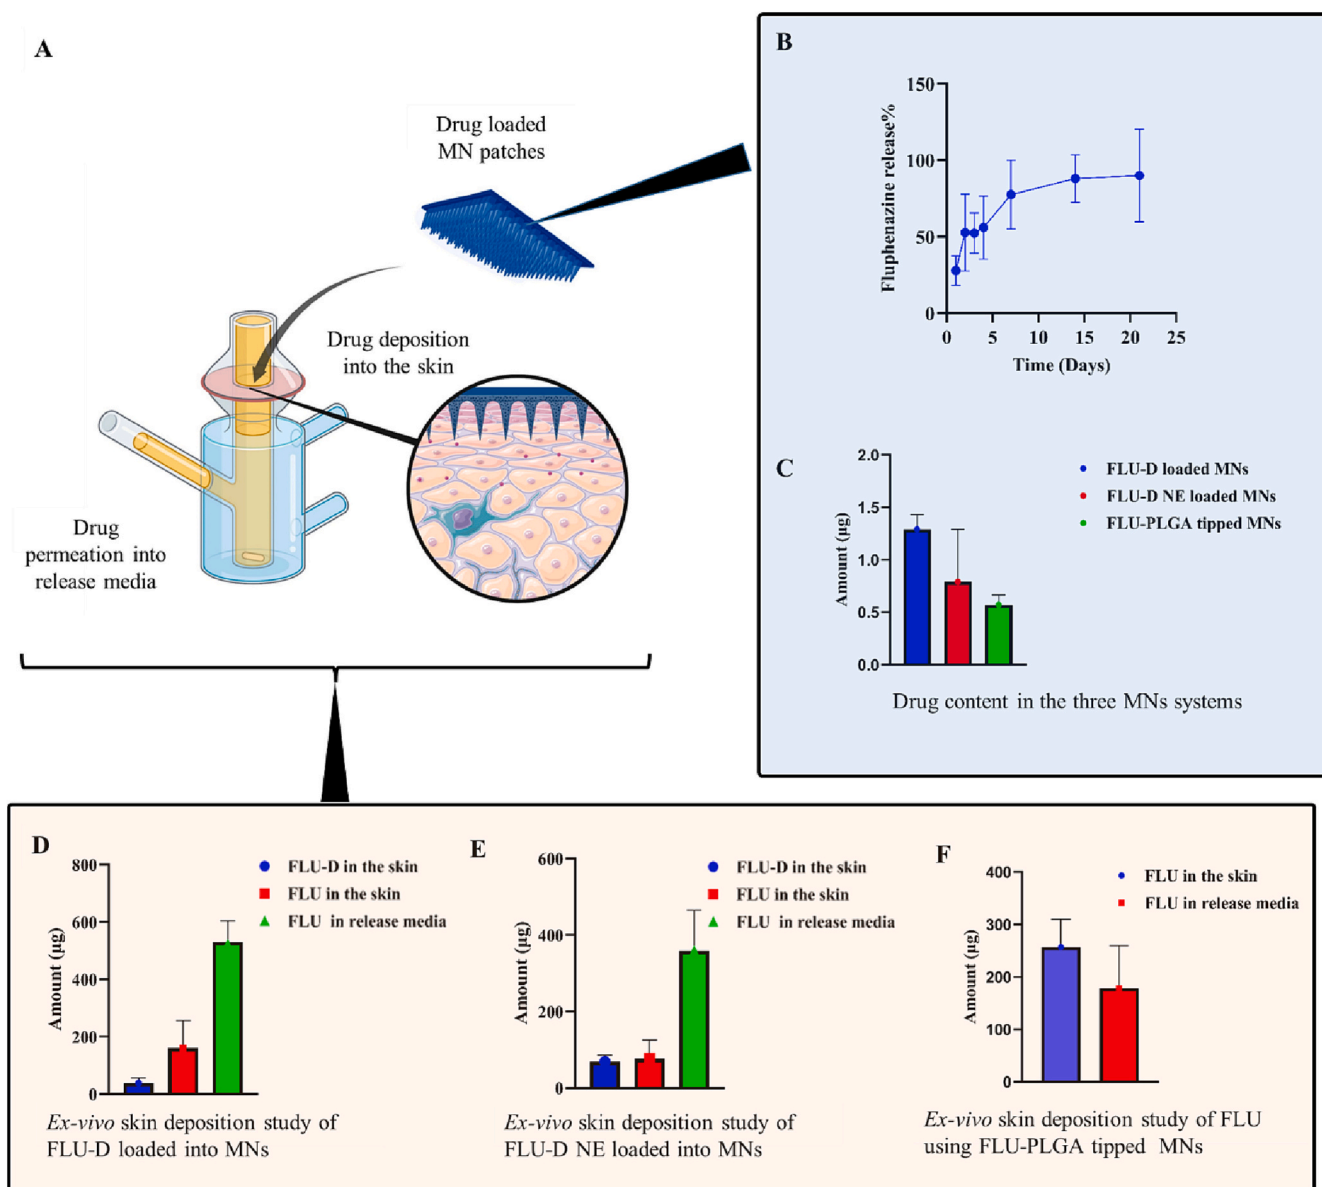 A
Drug loaded
MN patches
Drug deposition
into the skin
Drug
permeation into
release media
B
Fluphenazine release%
150
100
50
0
0 5 10 15 20 25
Time (Days)
C
Amount (µg)
2.0
1.5
1.0
0.5
0.0
FLU-D loaded MNs
FLU-D NE loaded MNs
FLU-PLGA tipped MNs
Drug content in the three MNs systems
D
Amount (µg)
800
600
400
200
0
FLU-D in the skin
FLU in the skin
FLU in release media
Ex-vivo skin deposition study of
FLU-D loaded into MNs
E
Amount (µg)
600
400
200
0
FLU-D in the skin
FLU in the skin
FLU in release media
Ex-vivo skin deposition study of
FLU-D NE loaded into MNs
F
Amount (µg)
400
300
200
100
0
FLU in the skin
FLU in release media
Ex-vivo skin deposition study of FLU
using FLU-PLGA tipped MNs